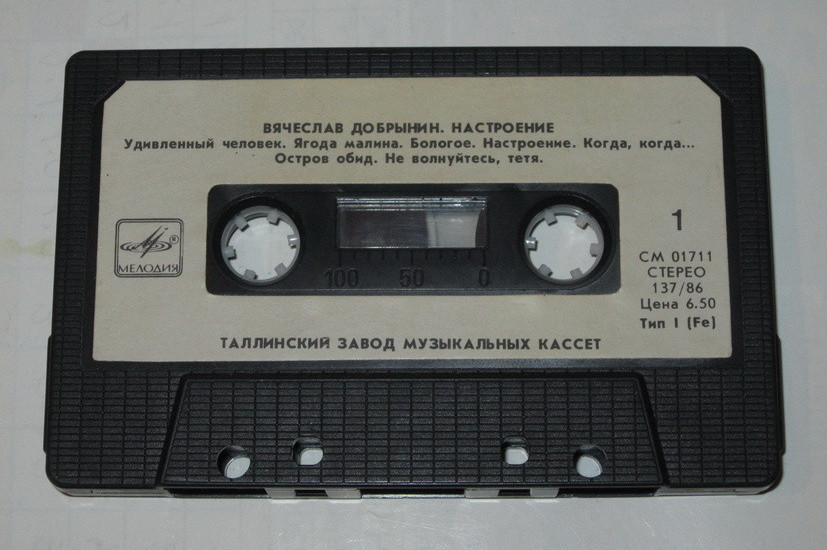 ВЯЧЕСЛАВ ДОБРЫНИН. НАСТРОЕНИЕ
Удивленный человек. Ягода малина. Бологое. Настроение. Когда, когда...
Остров обид. Не волнуйтесь, тетя.
МЕЛОДИЯ
100 50 0
1
СМ 01711
СТЕРЕО
137/86
Цена 6.50
Тип I (Fe)
ТАЛЛИНСКИЙ ЗАВОД МУЗЫКАЛЬНЫХ КАССЕТ